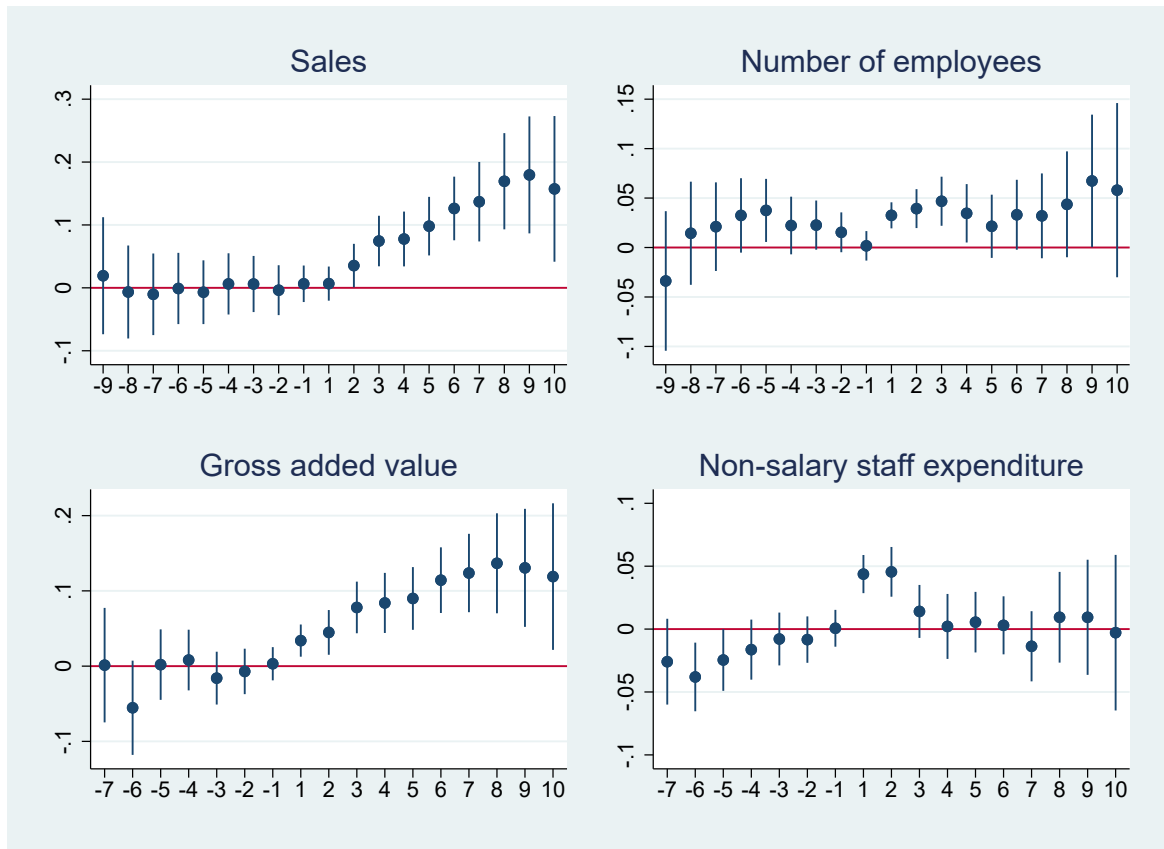 Sales
.3
.2
.1
0
-.1
-9 -8 -7 -6 -5 -4 -3 -2 -1 1 2 3 4 5 6 7 8 9 10
Number of employees
.15
.1
.05
0
-.05
-.1
-9 -8 -7 -6 -5 -4 -3 -2 -1 1 2 3 4 5 6 7 8 9 10
Gross added value
.2
.1
0
-.1
-7 -6 -5 -4 -3 -2 -1 1 2 3 4 5 6 7 8 9 10
Non-salary staff expenditure
.1
.05
0
-.05
-.1
-7 -6 -5 -4 -3 -2 -1 1 2 3 4 5 6 7 8 9 10